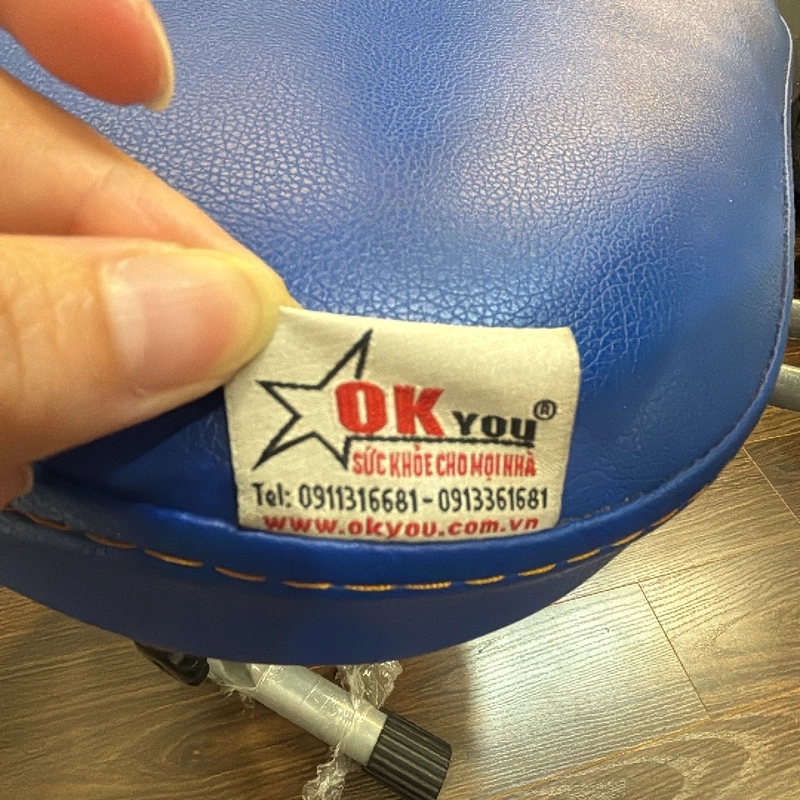 OK YOU®
SỨC KHỎE CHO MỌI NHÀ
Tel: 0911316681 - 0913361681
www.okyou.com.vn